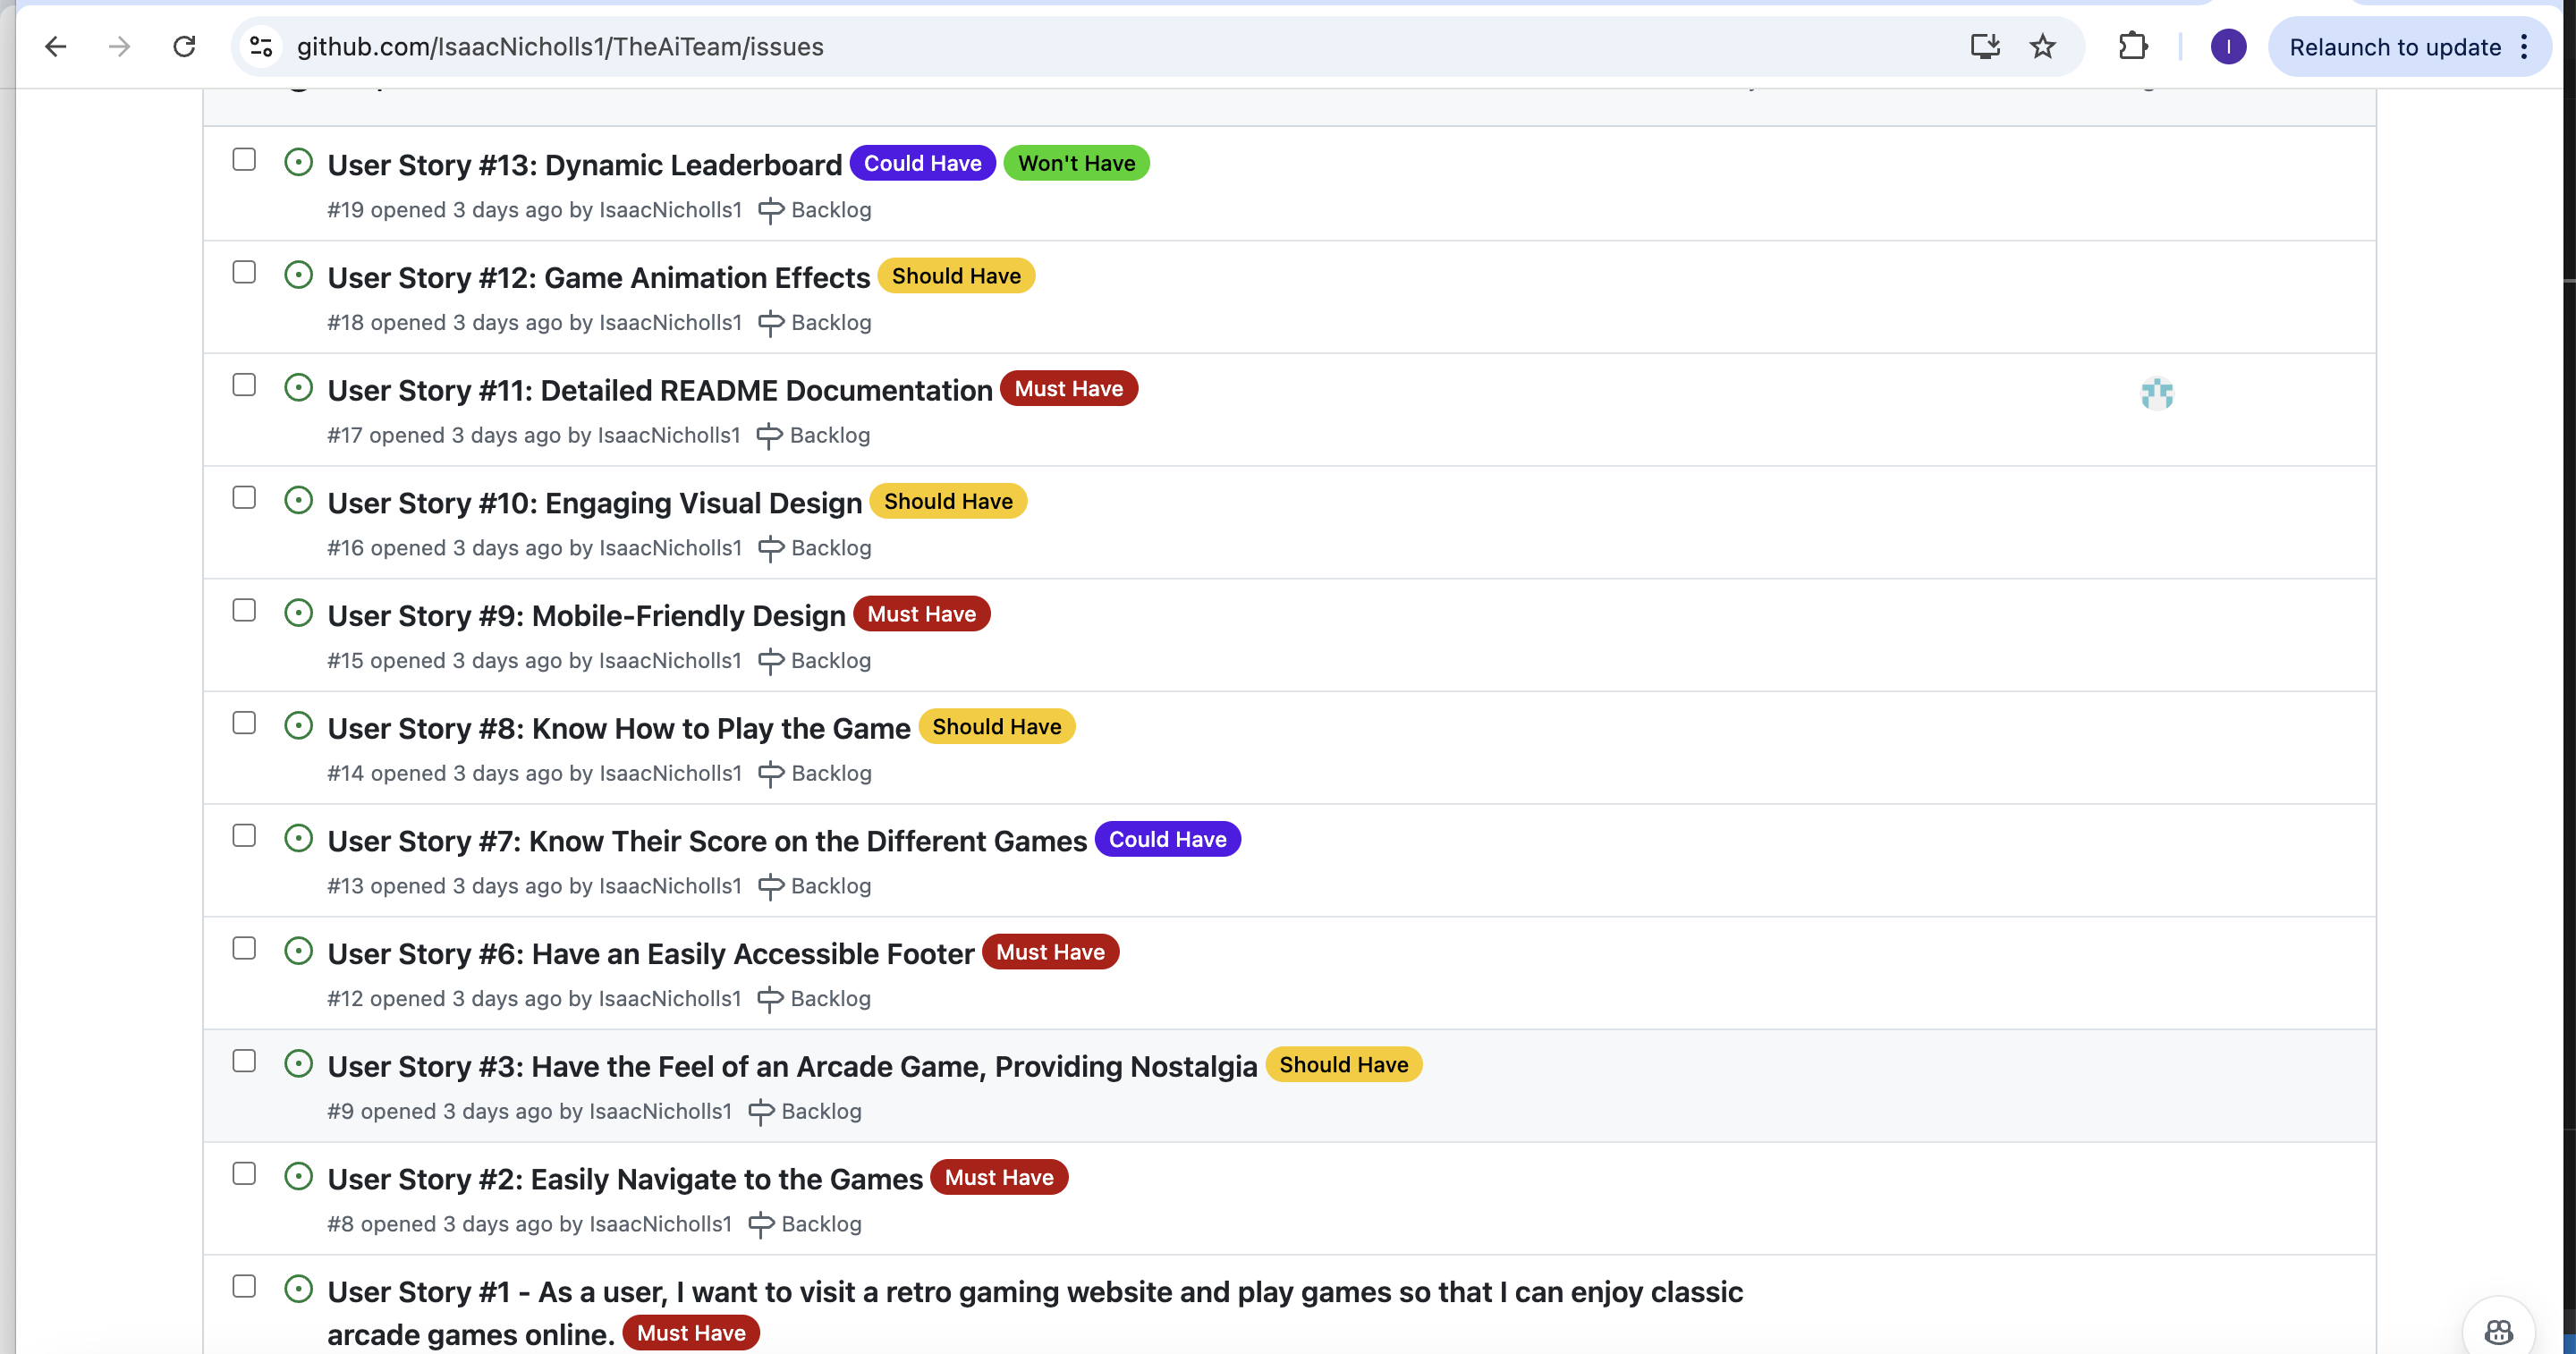 github.com/IsaacNicholls1/TheAiTeam/issues
I
Relaunch to update
User Story #13: Dynamic Leaderboard Could Have Won't Have
#19 opened 3 days ago by IsaacNicholls1 Backlog
User Story #12: Game Animation Effects Should Have
#18 opened 3 days ago by IsaacNicholls1 Backlog
User Story #11: Detailed README Documentation Must Have
#17 opened 3 days ago by IsaacNicholls1 Backlog
User Story #10: Engaging Visual Design Should Have
#16 opened 3 days ago by IsaacNicholls1 Backlog
User Story #9: Mobile-Friendly Design Must Have
#15 opened 3 days ago by IsaacNicholls1 Backlog
User Story #8: Know How to Play the Game Should Have
#14 opened 3 days ago by IsaacNicholls1 Backlog
User Story #7: Know Their Score on the Different Games Could Have
#13 opened 3 days ago by IsaacNicholls1 Backlog
User Story #6: Have an Easily Accessible Footer Must Have
#12 opened 3 days ago by IsaacNicholls1 Backlog
User Story #3: Have the Feel of an Arcade Game, Providing Nostalgia Should Have
#9 opened 3 days ago by IsaacNicholls1 Backlog
User Story #2: Easily Navigate to the Games Must Have
#8 opened 3 days ago by IsaacNicholls1 Backlog
User Story #1 - As a user, I want to visit a retro gaming website and play games so that I can enjoy classic
arcade games online. Must Have